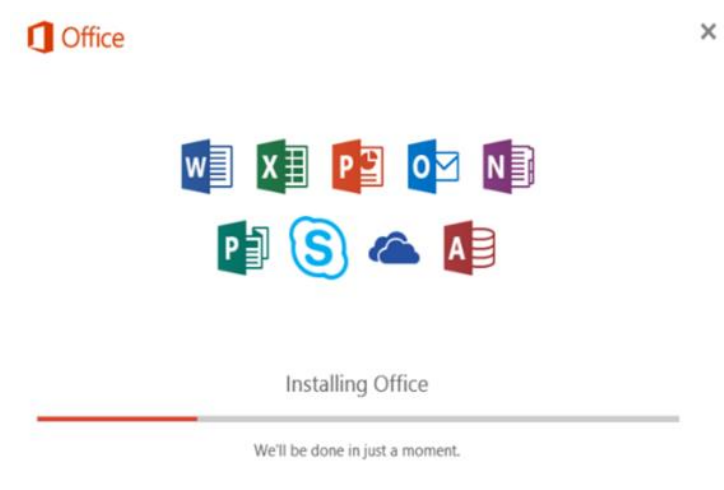 Office
W X P O N
P S A
Installing Office
We'll be done in just a moment.